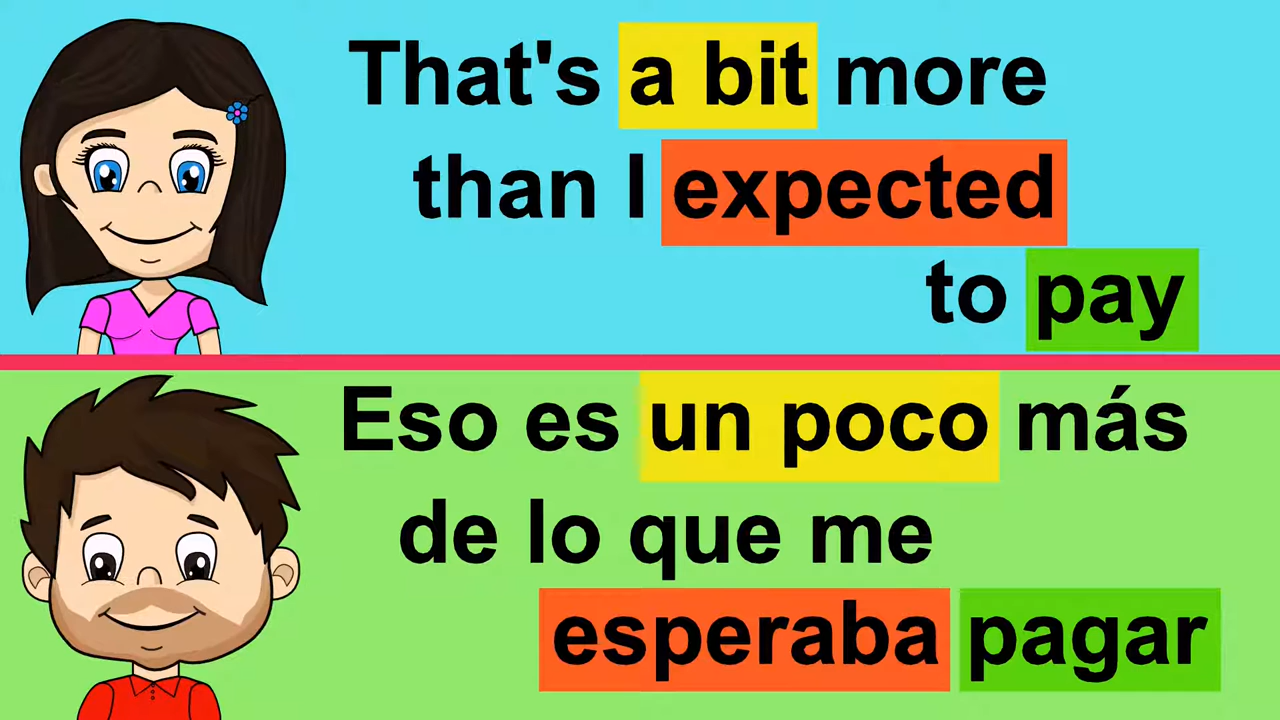 That's a bit more
than I expected
to pay
Eso es un poco más
de lo que me
esperaba pagar